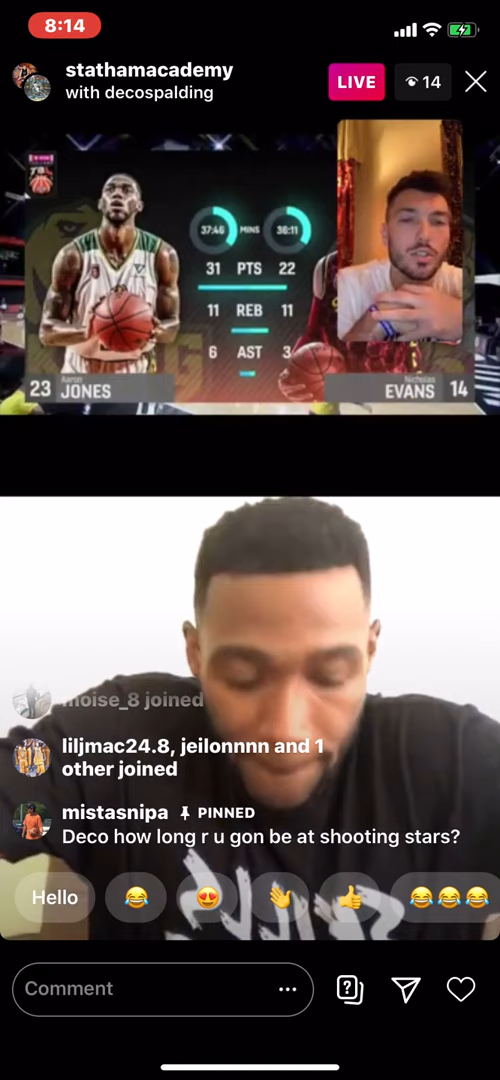 8:14
stathamacademy
with decospalding
LIVE
14
37:46 MINS 36:11
31 PTS 22
11 REB 11
6 AST 3
23 Aaron JONES
Nicholas EVANS 14
moise_8 joined
liljmac24.8, jeilonnnn and 1
other joined
mistasnipa PINNED
Deco how long r u gon be at shooting stars?
Hello
Comment